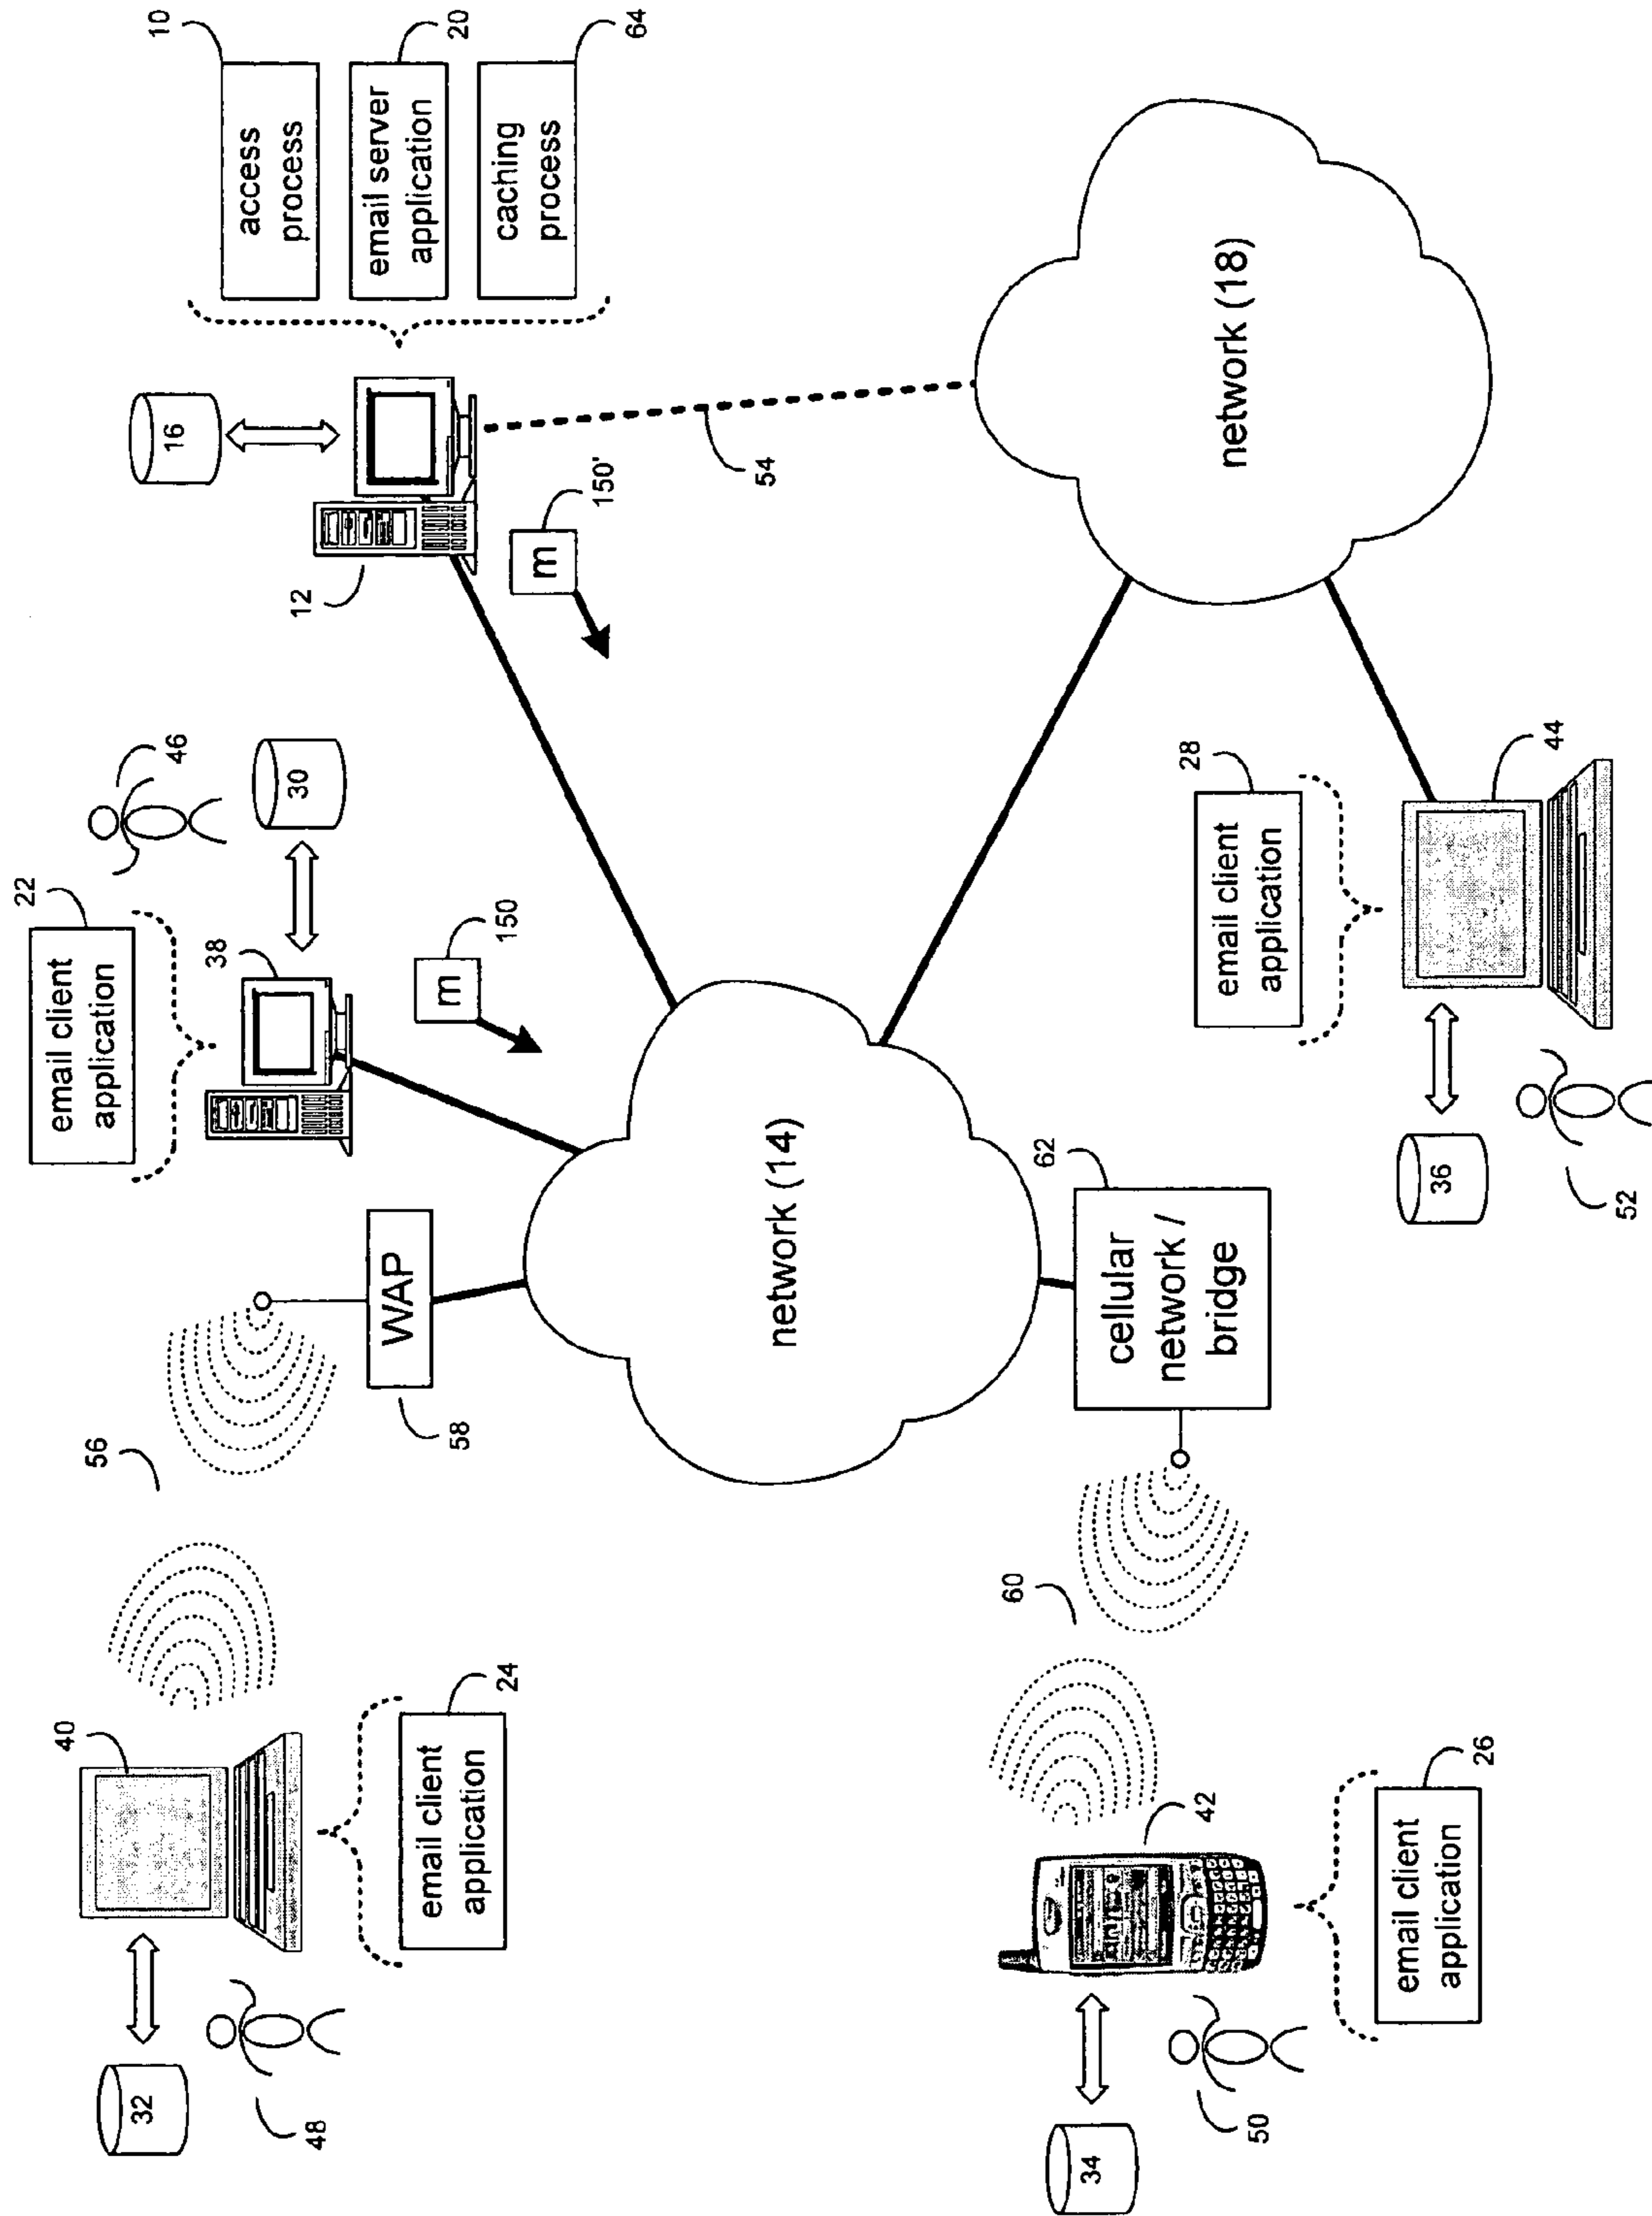 32
48
40
email client
application
24
56
58
WAP
email client
application
22
38
46
30
m
150
16
12
m
150'
access
process
10
email server
application
20
caching
process
64
54
network (14)
network (18)
34
50
42
email client
application
26
60
cellular
network /
bridge
62
36
52
email client
application
28
44